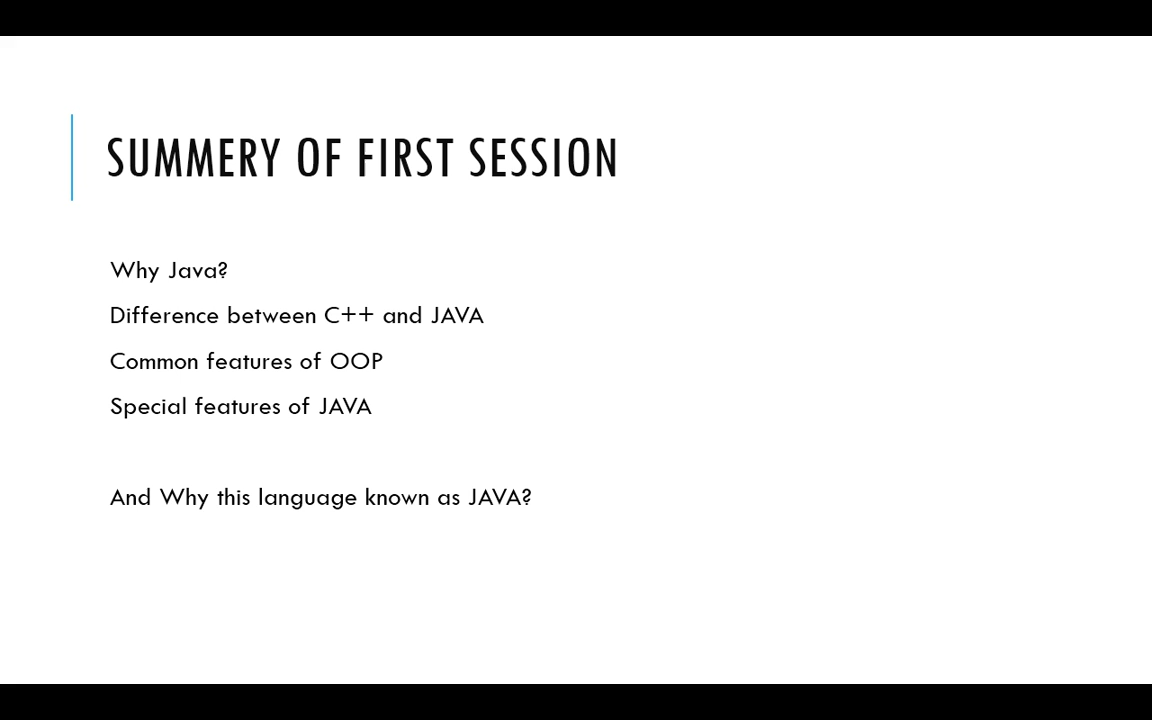 SUMMERY OF FIRST SESSION
Why Java?
Difference between C++ and JAVA
Common features of OOP
Special features of JAVA
And Why this language known as JAVA?